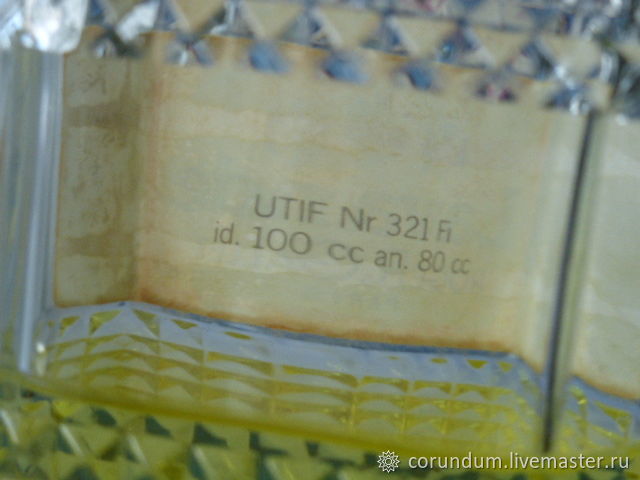 UTIF Nr 321 Fi
id. 100 cc an. 80 cc
corundum.livemaster.ru